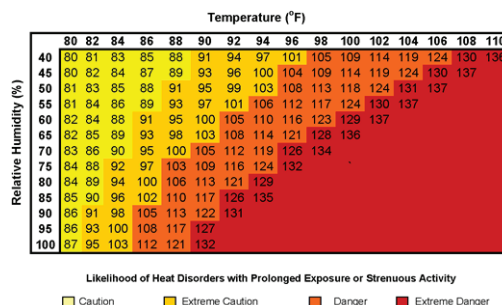 Temperature (°F)
80 82 84 86 88 90 92 94 96 98 100 102 104 106 108 110
Relative Humidity (%)
40 80 81 83 85 88 91 94 97 101 105 109 114 119 124 130 136
45 80 82 84 87 89 93 96 100 104 109 114 119 124 130 137
50 81 83 85 88 91 95 99 103 108 113 118 124 131 137
55 81 84 86 89 93 97 101 106 112 117 124 130 137
60 82 84 88 91 95 100 105 110 116 123 129 137
65 82 85 89 93 98 103 108 114 121 128 136
70 83 86 90 95 100 105 112 119 126 134
75 84 88 92 97 103 109 116 124 132
80 84 89 94 100 106 113 121 129
85 85 90 96 102 110 117 126 135
90 86 91 98 105 113 122 131
95 86 93 100 108 117 127
100 87 95 103 112 121 132
Likelihood of Heat Disorders with Prolonged Exposure or Strenuous Activity
Caution Extreme Caution Danger Extreme Danger